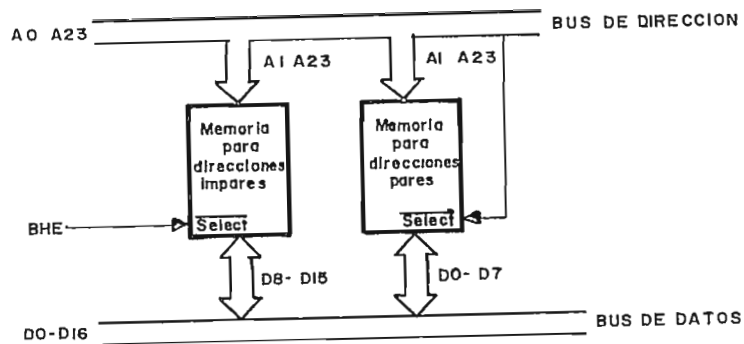 A0 A23
BUS DE DIRECCION
A1 A23
A1 A23
Memoria
para
direcciones
impares
Select
Memoria
para
direcciones
pares
Select
BHE
D8- D15
D0- D7
D0-D16
BUS DE DATOS